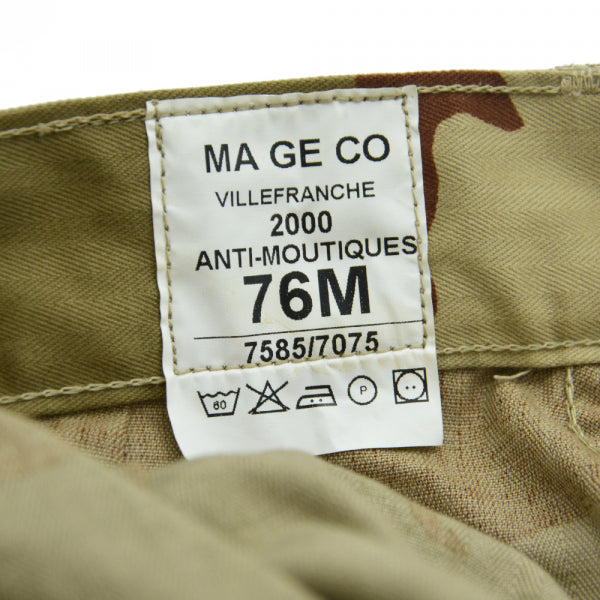 MA GE CO
VILLEFRANCHE
2000
ANTI-MOUTIQUES
76M
7585/7075
60 P